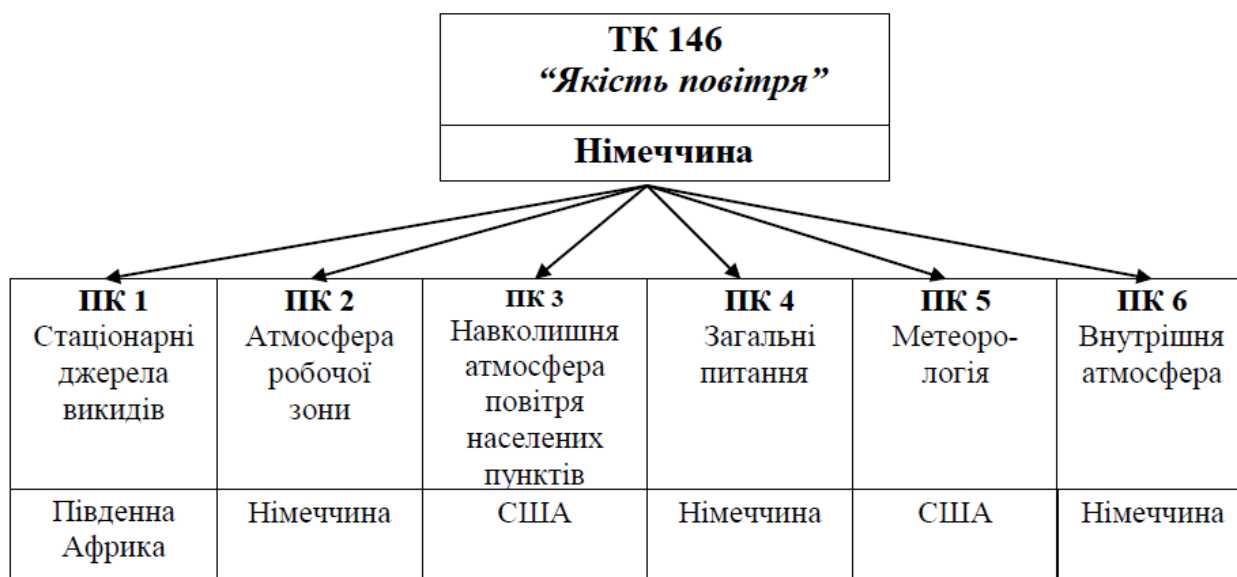 ТК 146
“Якість повітря”
Німеччина
ПК 1
Стаціонарні
джерела
викидів
Південна
Африка
ПК 2
Атмосфера
робочої
зони
Німеччина
ПК 3
Навколишня
атмосфера
повітря
населених
пунктів
США
ПК 4
Загальні
питання
Німеччина
ПК 5
Метеоро-
логія
США
ПК 6
Внутрішня
атмосфера
Німеччина